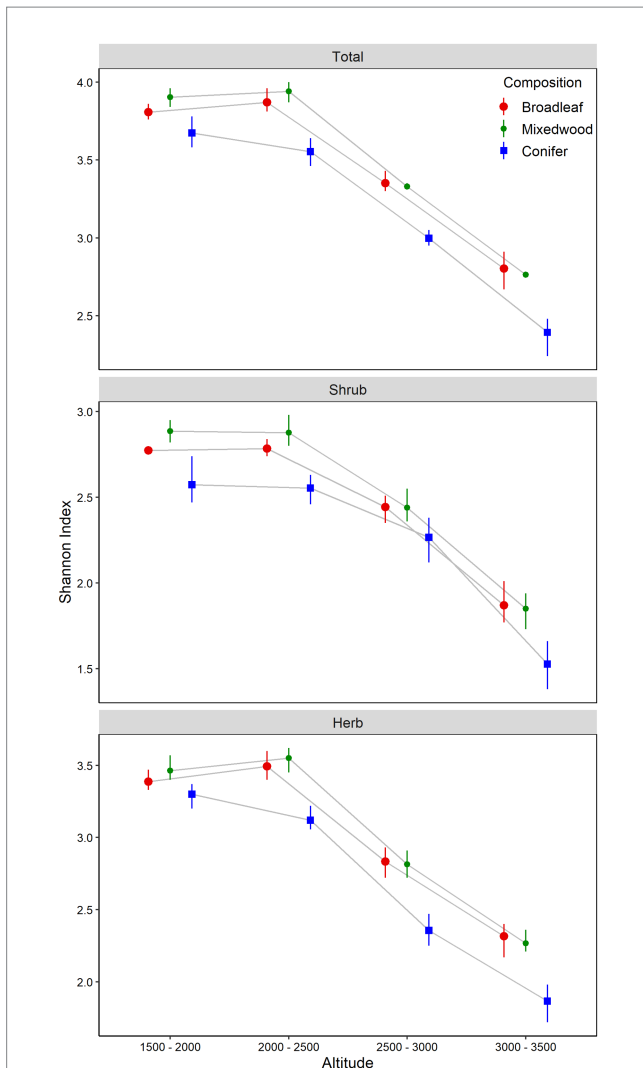 Total
4.0
3.5
3.0
2.5
Composition
Broadleaf
Mixedwood
Conifer
Shrub
3.0
2.5
2.0
1.5
Shannon Index
Herb
3.5
3.0
2.5
2.0
1500 - 2000
2000 - 2500
2500 - 3000
3000 - 3500
Altitude